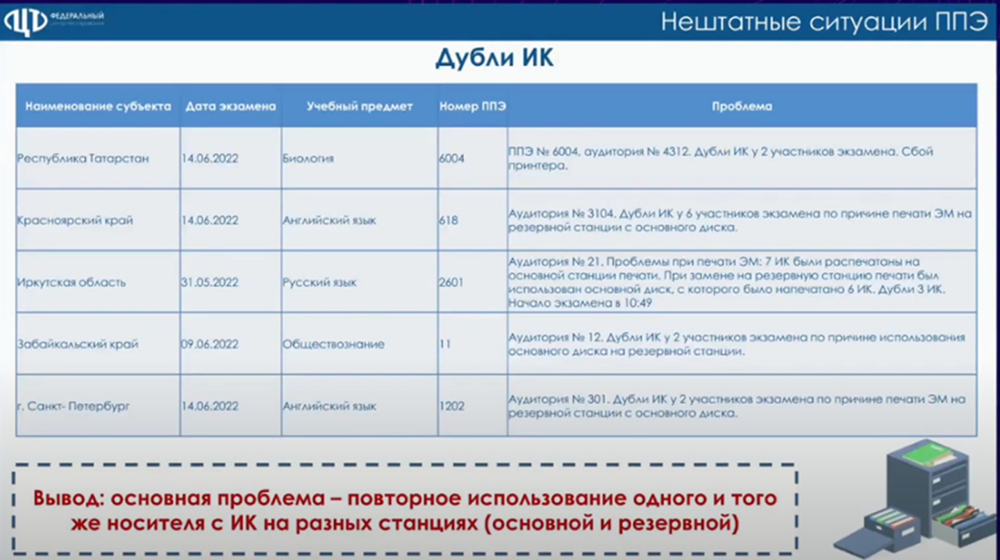 ФЕДЕРАЛЬНЫЙ
Нештатные ситуации ППЭ
Дубли ИК
Наименование субъекта Дата экзамена Учебный предмет Номер ППЭ Проблема
Республика Татарстан 14.06.2022 Биология 6004 ППЭ № 6004, аудитория № 4312. Дубли ИК у 2 участников экзамена. Сбой
принтера.
Красноярский край 14.06.2022 Английский язык 618 Аудитория № 3104. Дубли ИК у 6 участников экзамена по причине печати ЭМ на
резервной станции с основного диска.
Иркутская область 31.05.2022 Русский язык 2601 Аудитория № 21. Проблемы при печати ЭМ: 7 ИК были распечатаны на
основной станции печати. При замене на резервную станцию печати был
использован основной диск, с которого было напечатано 6 ИК. Дубли 3 ИК.
Начало экзамена в 10:49
Забайкальский край 09.06.2022 Обществознание 11 Аудитория № 12. Дубли ИК у 2 участников экзамена по причине использования
основного диска на резервной станции.
г. Санкт- Петербург 14.06.2022 Английский язык 1202 Аудитория № 301. Дубли ИК у 2 участников экзамена по причине печати ЭМ на
резервной станции с основного диска.
Вывод: основная проблема – повторное использование одного и того
же носителя с ИК на разных станциях (основной и резервной)